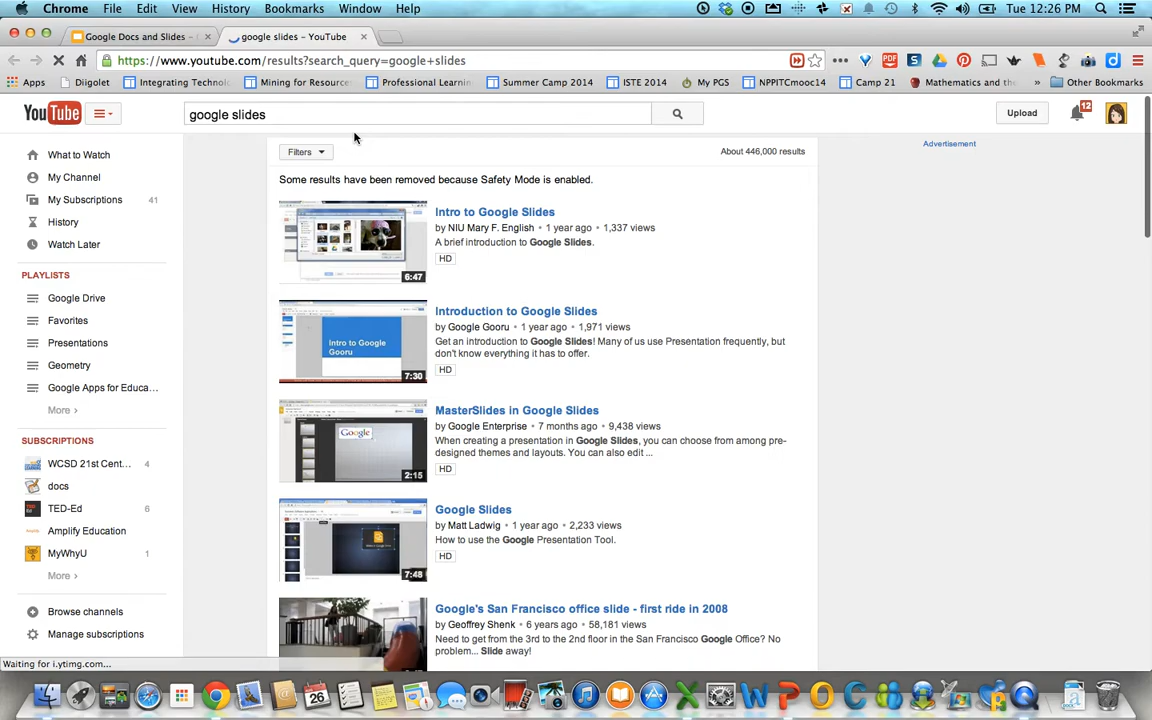 Chrome File Edit View History Bookmarks Window Help Tue 12:26 PM
Google Docs and Slides – google slides – YouTube
https://www.youtube.com/results?search_query=google+slides
Apps Diigolet Integrating Techno Mining for Resource Professional Learnin Summer Camp 2014 ISTE 2014 My PGS NPPITCmooc14 Camp 21 Mathematics and the » Other Bookmarks
YouTube google slides Upload 12
What to Watch
My Channel
My Subscriptions 41
History
Watch Later
PLAYLISTS
Google Drive
Favorites
Presentations
Geometry
Google Apps for Educa...
More ›
SUBSCRIPTIONS
WCSD 21st Cent... 4
docs
TED-Ed 6
Amplify Education
MyWhyU 1
More ›
Browse channels
Manage subscriptions
Waiting for i.ytimg.com...
Filters About 446,000 results
Some results have been removed because Safety Mode is enabled.
6:47
Intro to Google Slides
by NIU Mary F. English • 1 year ago • 1,337 views
A brief introduction to Google Slides.
HD
Intro to Google
Gooru
7:30
Introduction to Google Slides
by Google Gooru • 1 year ago • 1,971 views
Get an introduction to Google Slides! Many of us use Presentation frequently, but
don't know everything it has to offer.
HD
Google
2:15
MasterSlides in Google Slides
by Google Enterprise • 7 months ago • 9,438 views
When creating a presentation in Google Slides, you can choose from among pre-
designed themes and layouts. You can also edit ...
HD
7:48
Google Slides
by Matt Ladwig • 1 year ago • 2,233 views
How to use the Google Presentation Tool.
HD
Google's San Francisco office slide - first ride in 2008
by Geoffrey Shenk • 6 years ago • 58,181 views
Need to get from the 3rd to the 2nd floor in the San Francisco Google Office? No
problem... Slide away!
Advertisement